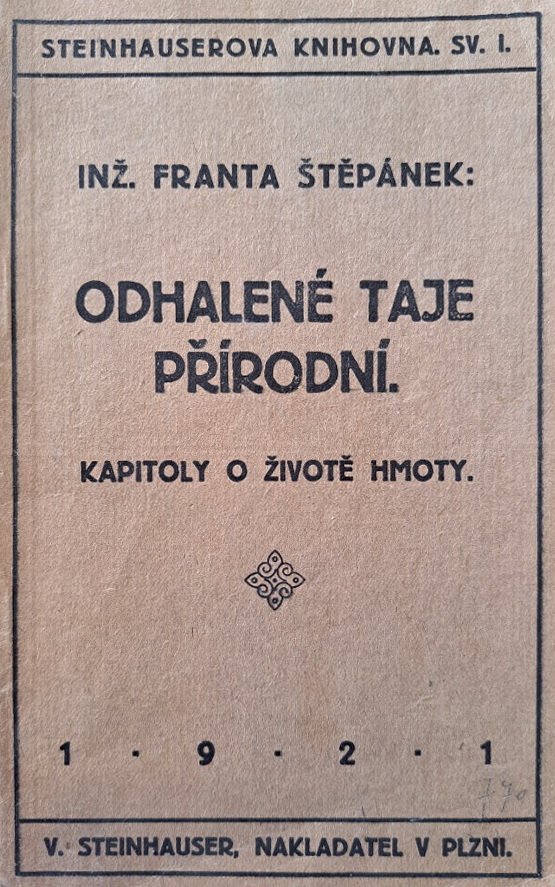 STEINHAUSEROVA KNIHOVNA. SV. I.
INŽ. FRANTA ŠTĚPÁNEK:
ODHALENÉ TAJE
PŘÍRODNÍ.
KAPITOLY O ŽIVOTĚ HMOTY.
1 · 9 · 2 · 1
V. STEINHAUSER, NAKLADATEL V PLZNI.